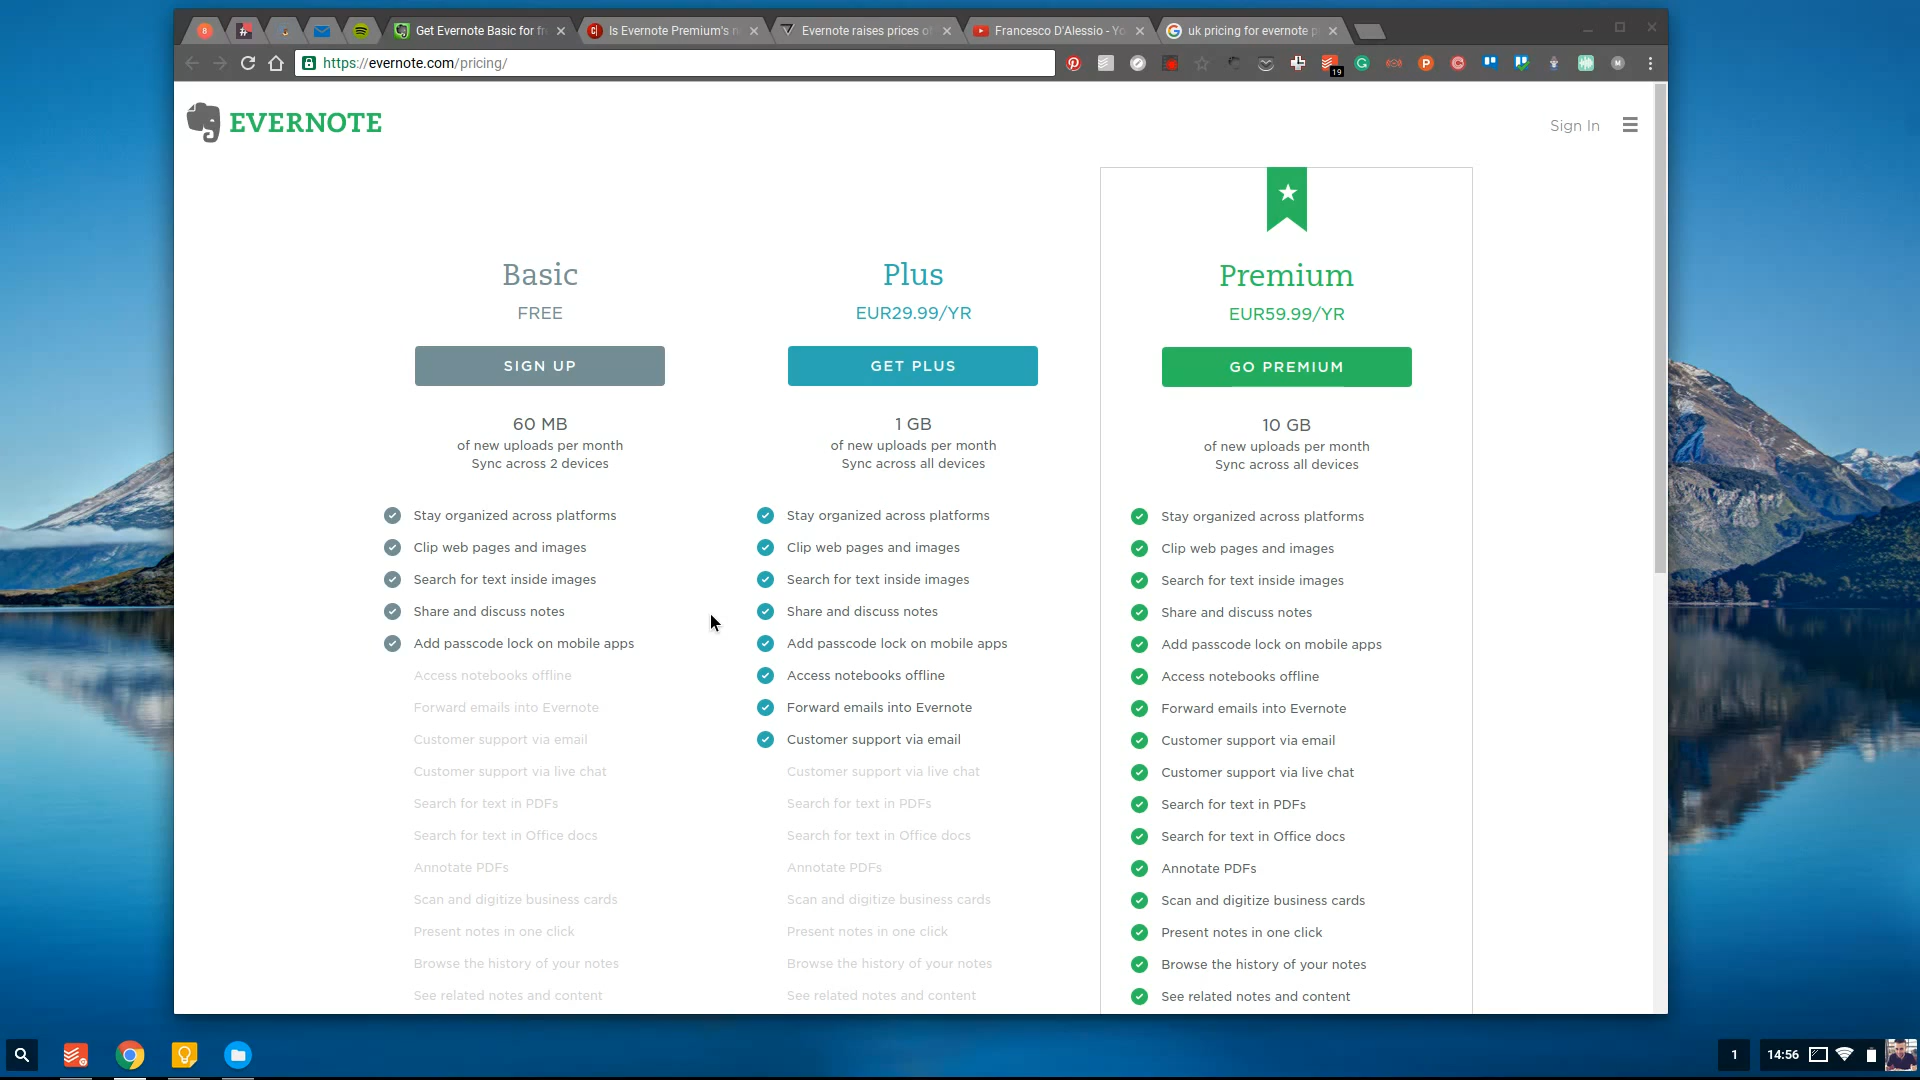 8
Get Evernote Basic for fr
Is Evernote Premium's n
Evernote raises prices o
Francesco D'Alessio - Yo
uk pricing for evernote p
https://evernote.com/pricing/
19
EVERNOTE
Sign In
Basic
FREE
SIGN UP
60 MB
of new uploads per month
Sync across 2 devices
Stay organized across platforms
Clip web pages and images
Search for text inside images
Share and discuss notes
Add passcode lock on mobile apps
Access notebooks offline
Forward emails into Evernote
Customer support via email
Customer support via live chat
Search for text in PDFs
Search for text in Office docs
Annotate PDFs
Scan and digitize business cards
Present notes in one click
Browse the history of your notes
See related notes and content
Plus
EUR29.99/YR
GET PLUS
1 GB
of new uploads per month
Sync across all devices
Stay organized across platforms
Clip web pages and images
Search for text inside images
Share and discuss notes
Add passcode lock on mobile apps
Access notebooks offline
Forward emails into Evernote
Customer support via email
Customer support via live chat
Search for text in PDFs
Search for text in Office docs
Annotate PDFs
Scan and digitize business cards
Present notes in one click
Browse the history of your notes
See related notes and content
Premium
EUR59.99/YR
GO PREMIUM
10 GB
of new uploads per month
Sync across all devices
Stay organized across platforms
Clip web pages and images
Search for text inside images
Share and discuss notes
Add passcode lock on mobile apps
Access notebooks offline
Forward emails into Evernote
Customer support via email
Customer support via live chat
Search for text in PDFs
Search for text in Office docs
Annotate PDFs
Scan and digitize business cards
Present notes in one click
Browse the history of your notes
See related notes and content
1
14:56